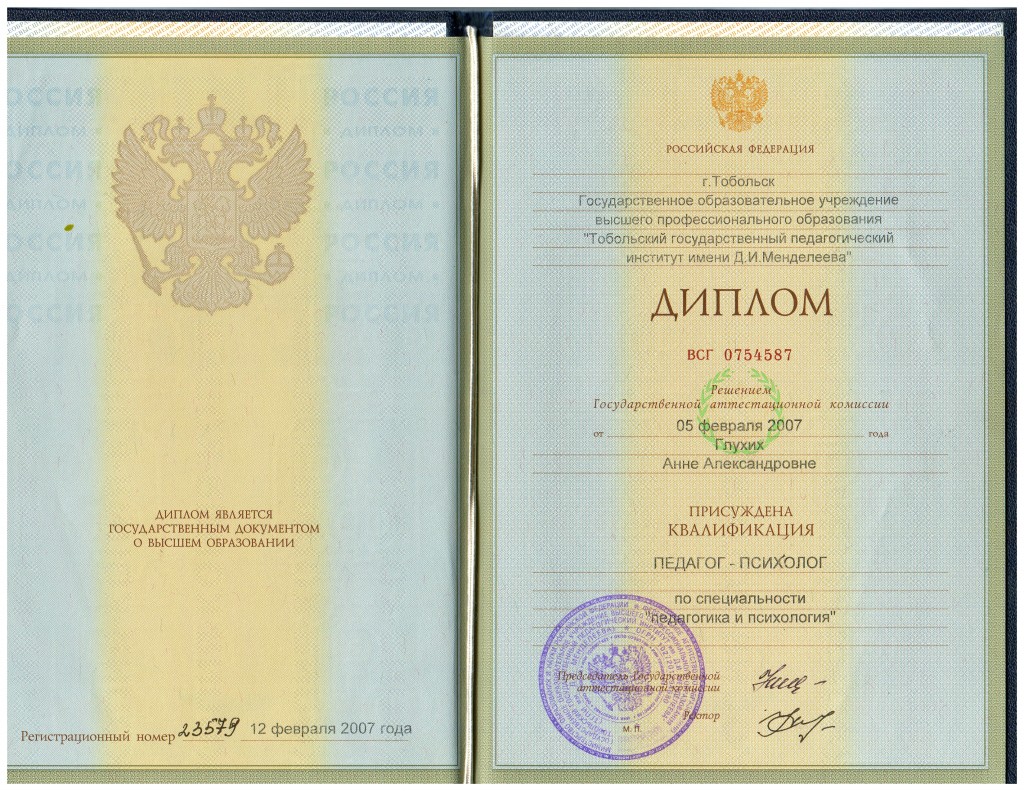 РОССИЯ
ДИПЛОМ
РОССИЯ
ДИПЛОМ
РОССИЯ
ДИПЛОМ
РОССИЯ
ДИПЛОМ ЯВЛЯЕТСЯ
ГОСУДАРСТВЕННЫМ ДОКУМЕНТОМ
О ВЫСШЕМ ОБРАЗОВАНИИ
Регистрационный номер 23579 12 февраля 2007 года
РОССИЙСКАЯ ФЕДЕРАЦИЯ
г.Тобольск
Государственное образовательное учреждение
высшего профессионального образования
"Тобольский государственный педагогический
институт имени Д.И.Менделеева"
ДИПЛОМ
ВСГ 0754587
Решением
Государственной аттестационной комиссии
от 05 февраля 2007 года
Глухих
Анне Александровне
ПРИСУЖДЕНА
КВАЛИФИКАЦИЯ
ПЕДАГОГ - ПСИХОЛОГ
по специальности
"педагогика и психология"
Председатель Государственной
аттестационной комиссии
Ректор
М. П.